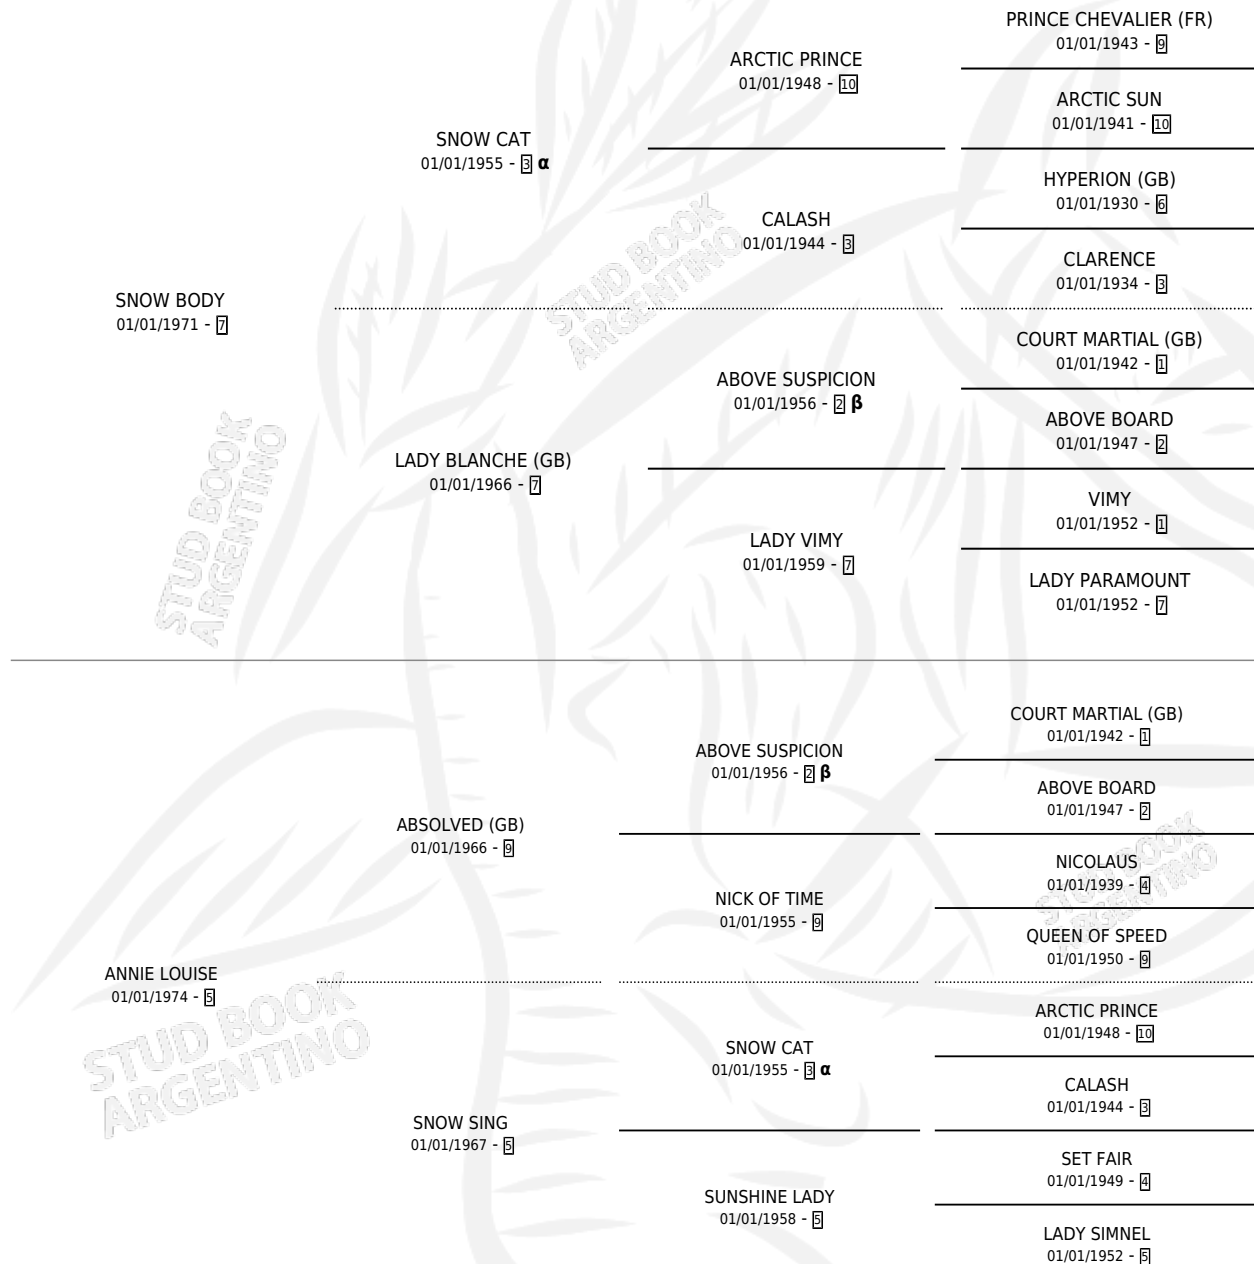 PRINCE CHEVALIER (FR)
01/01/1943 - 9
ARCTIC PRINCE
01/01/1948 - 10
ARCTIC SUN
01/01/1941 - 10
SNOW CAT
01/01/1955 - 3 α
HYPERION (GB)
01/01/1930 - 6
CALASH
01/01/1944 - 3
CLARENCE
01/01/1934 - 3
SNOW BODY
01/01/1971 - 7
COURT MARTIAL (GB)
01/01/1942 - 1
ABOVE SUSPICION
01/01/1956 - 2 β
ABOVE BOARD
01/01/1947 - 2
LADY BLANCHE (GB)
01/01/1966 - 7
VIMY
01/01/1952 - 1
LADY VIMY
01/01/1959 - 7
LADY PARAMOUNT
01/01/1952 - 7
COURT MARTIAL (GB)
01/01/1942 - 1
ABOVE SUSPICION
01/01/1956 - 2 β
ABOVE BOARD
01/01/1947 - 2
ABSOLVED (GB)
01/01/1966 - 9
NICOLAUS
01/01/1939 - 4
NICK OF TIME
01/01/1955 - 9
QUEEN OF SPEED
01/01/1950 - 9
ANNIE LOUISE
01/01/1974 - 5
ARCTIC PRINCE
01/01/1948 - 10
SNOW CAT
01/01/1955 - 3 α
CALASH
01/01/1944 - 3
SNOW SING
01/01/1967 - 5
SET FAIR
01/01/1949 - 4
SUNSHINE LADY
01/01/1958 - 5
LADY SIMNEL
01/01/1952 - 5
STUD BOOK
ARGENTINO
STUD BOOK
ARGENTINO
STUD BOOK
ARGENTINO
STUD BOOK
ARGENTINO